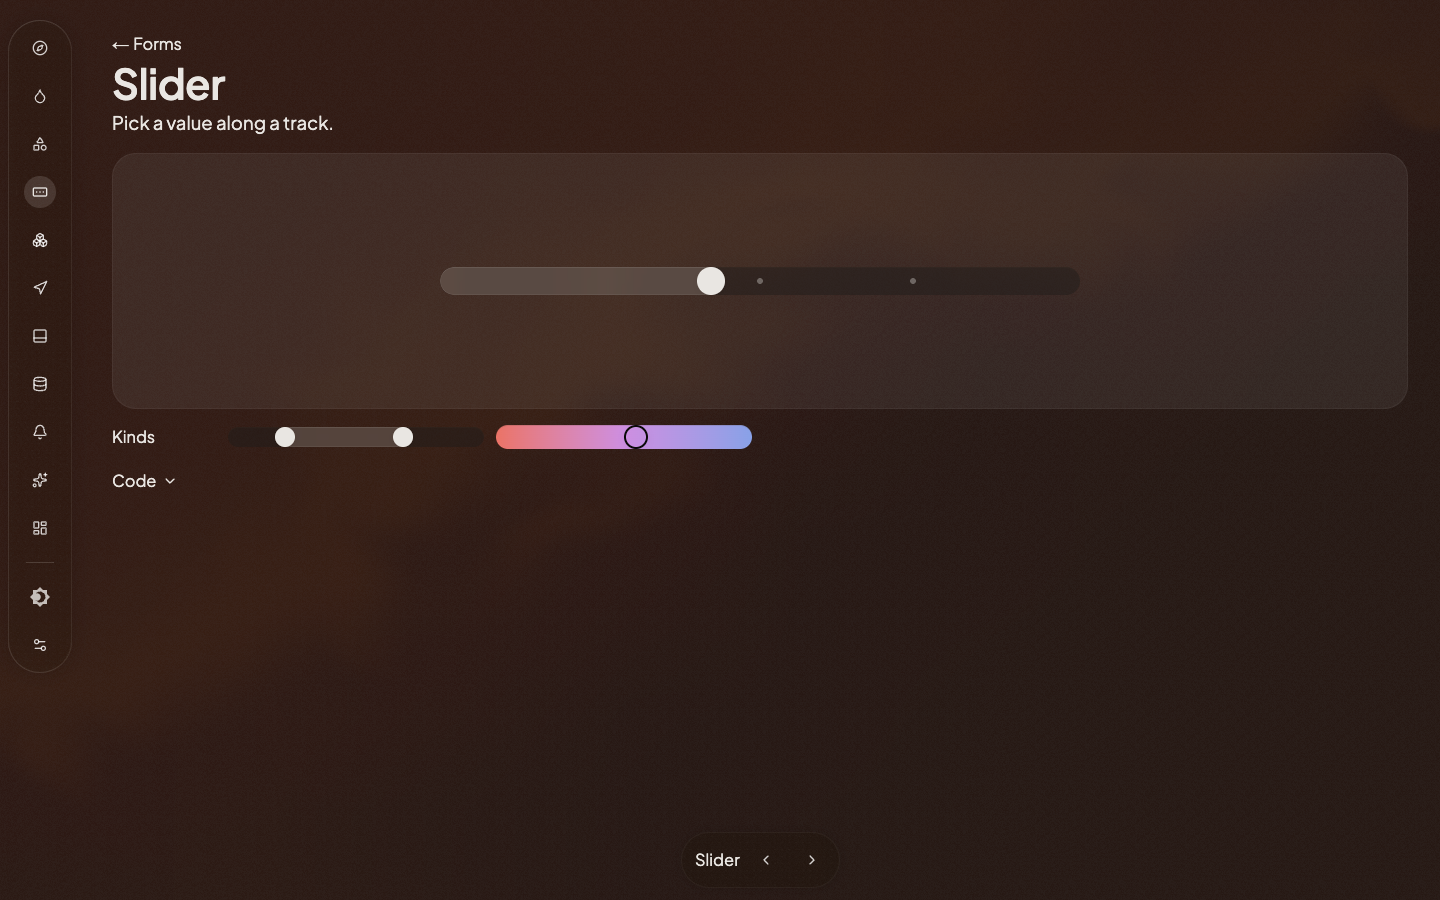 ← Forms
Slider
Pick a value along a track.
Kinds
Code
Slider